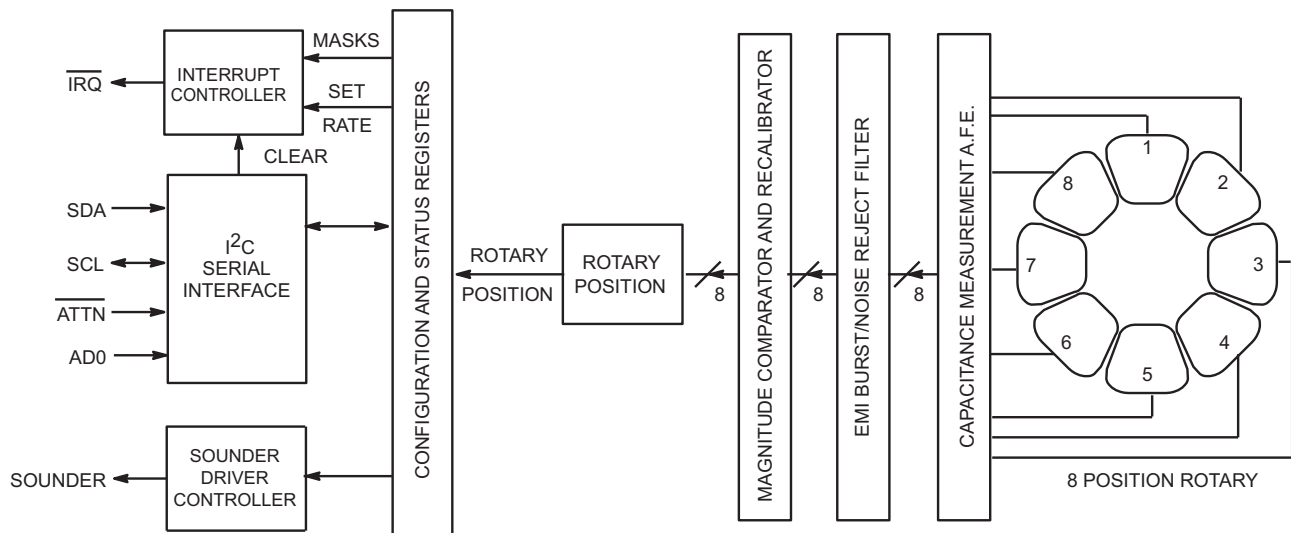 IRQ
INTERRUPT
CONTROLLER
MASKS
SET
RATE
CLEAR
SDA
SCL
ATTN
AD0
I²C
SERIAL
INTERFACE
SOUNDER
SOUNDER
DRIVER
CONTROLLER
CONFIGURATION AND STATUS REGISTERS
ROTARY
POSITION
ROTARY
POSITION
8
MAGNITUDE COMPARATOR AND RECALIBRATOR
8
EMI BURST/NOISE REJECT FILTER
8
CAPACITANCE MEASUREMENT A.F.E.
1
2
3
4
5
6
7
8
8 POSITION ROTARY